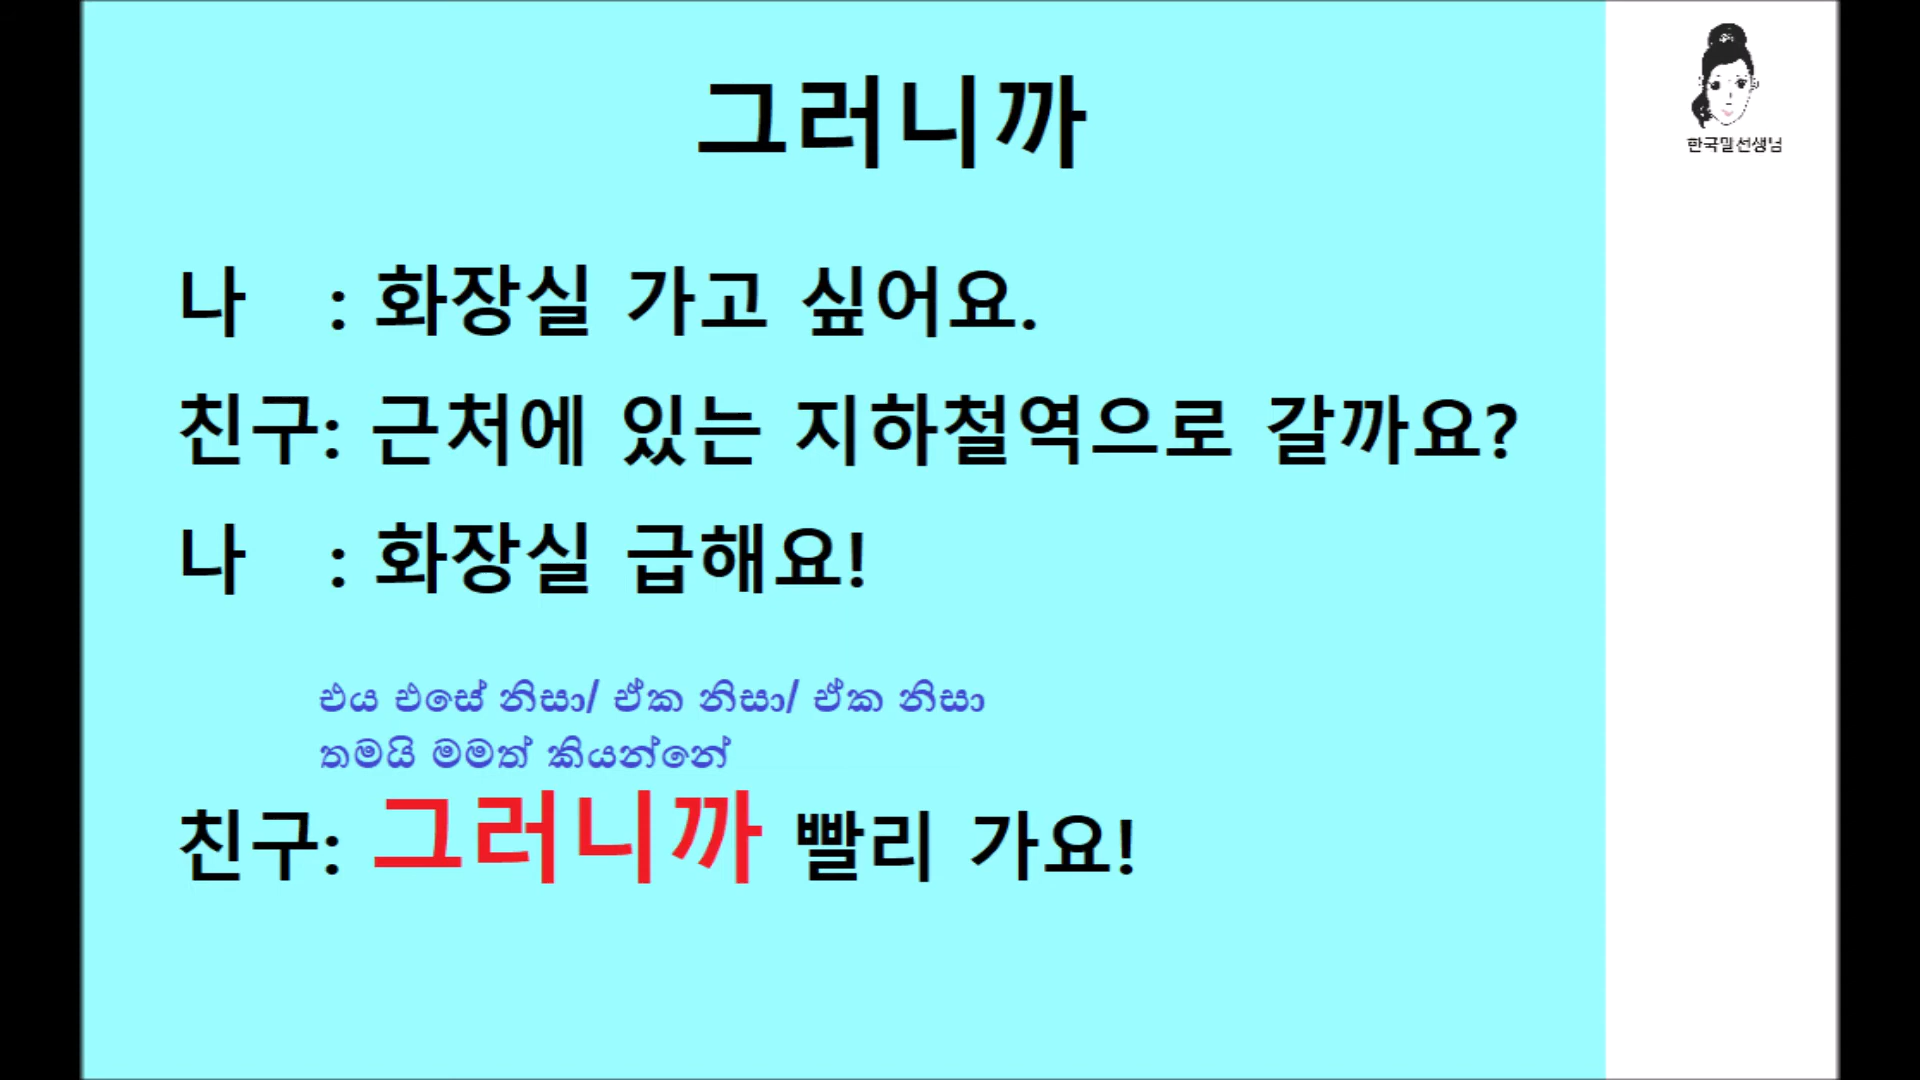 그러니까
한국말선생님
나 : 화장실 가고 싶어요.
친구: 근처에 있는 지하철역으로 갈까요?
나 : 화장실 급해요!
එය එසේ නිසා/ ඒක නිසා/ ඒක නිසා
තමයි මමත් කියන්නේ
친구: 그러니까 빨리 가요!